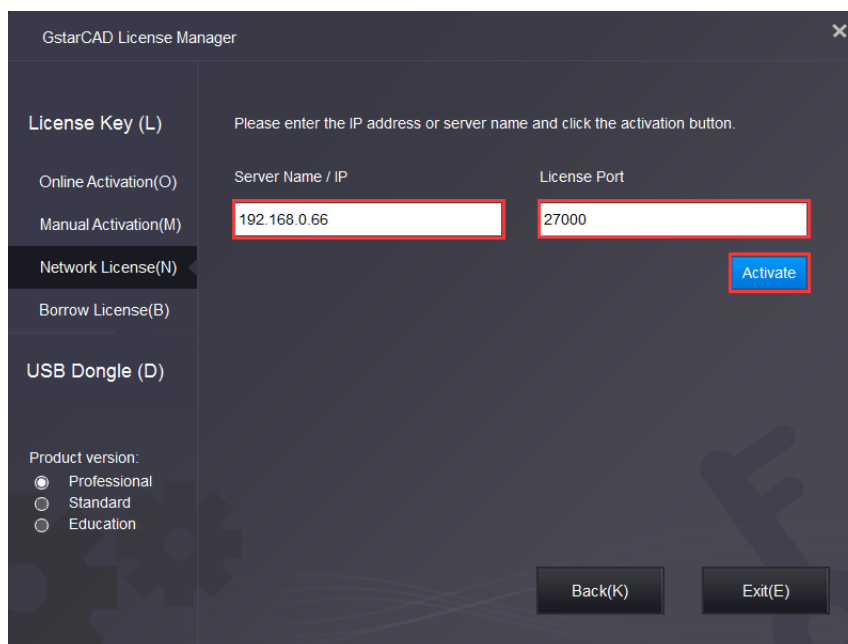 GstarCAD License Manager
License Key (L)
Online Activation(O)
Manual Activation(M)
Network License(N)
Borrow License(B)
USB Dongle (D)
Product version:
Professional
Standard
Education
Please enter the IP address or server name and click the activation button.
Server Name / IP
License Port
192.168.0.66
27000
Activate
Back(K)
Exit(E)